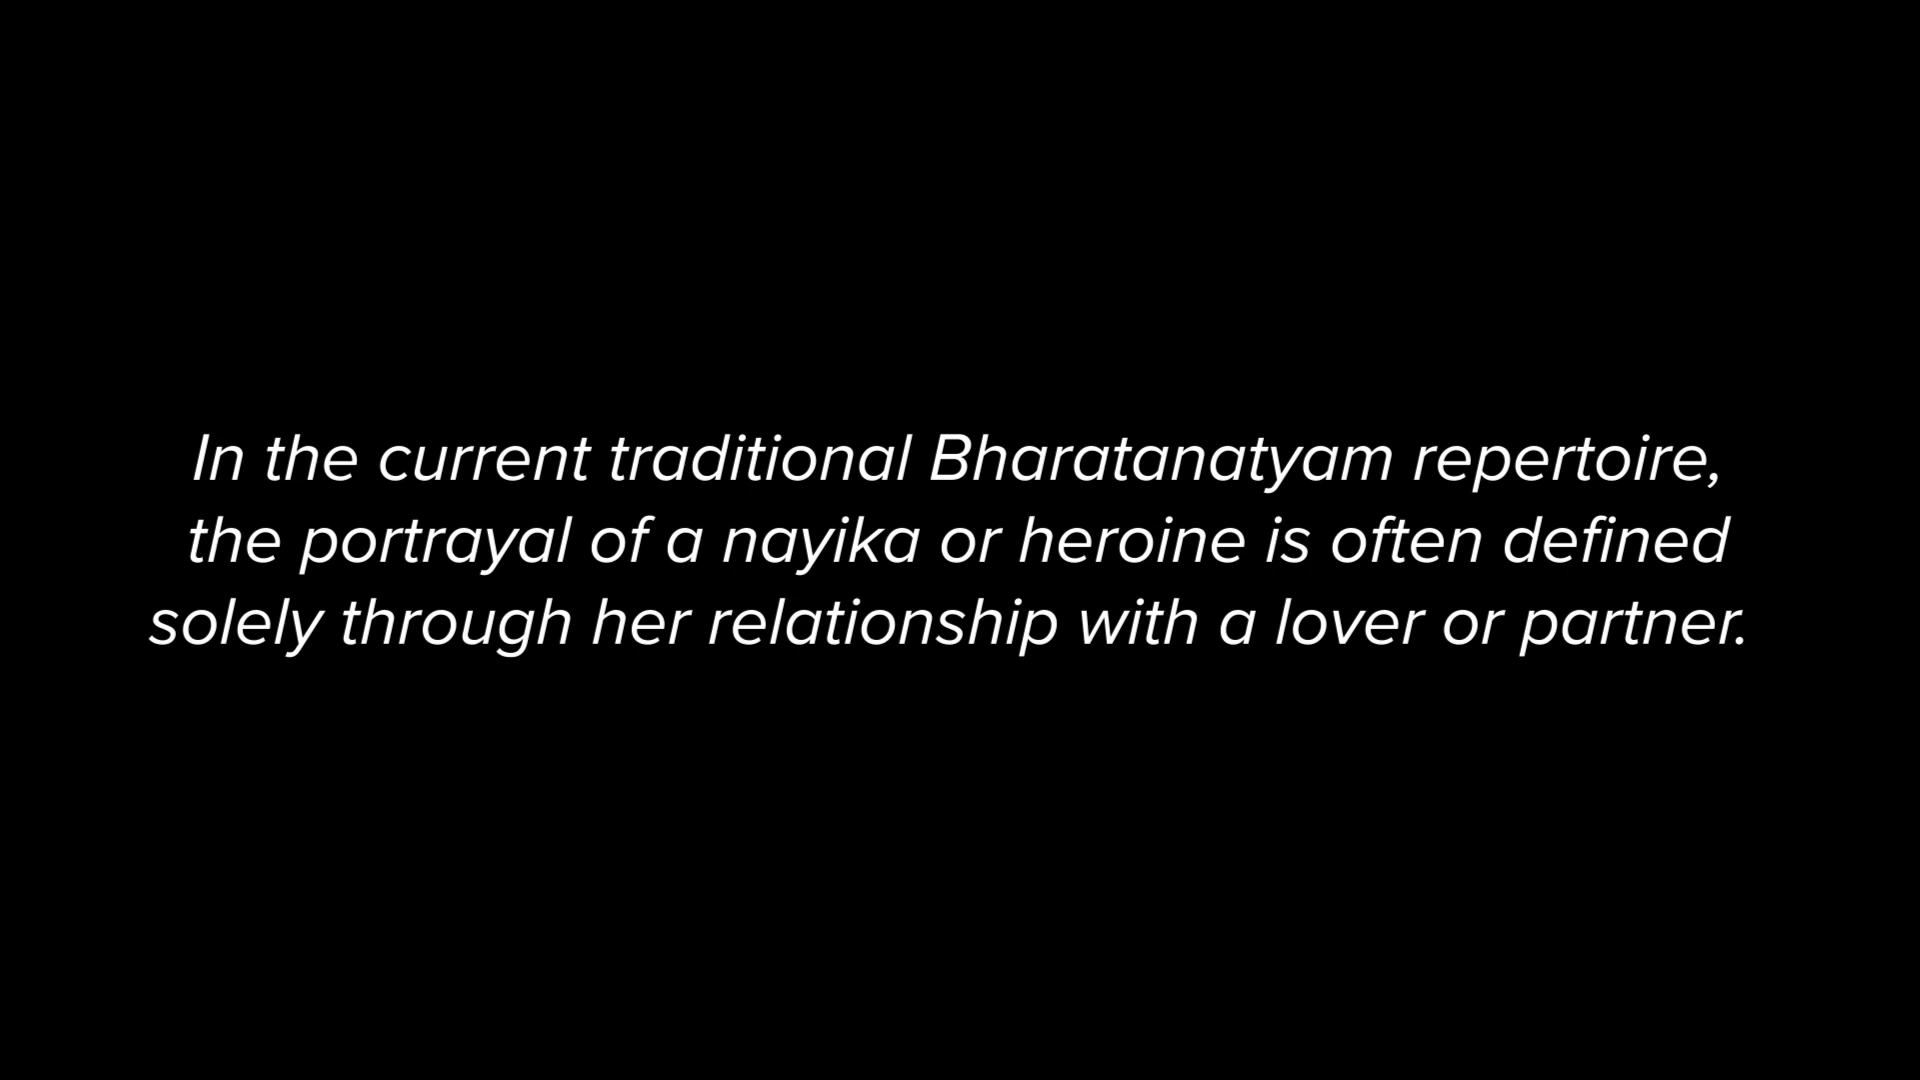 In the current traditional Bharatanatyam repertoire,
the portrayal of a nayika or heroine is often defined
solely through her relationship with a lover or partner.